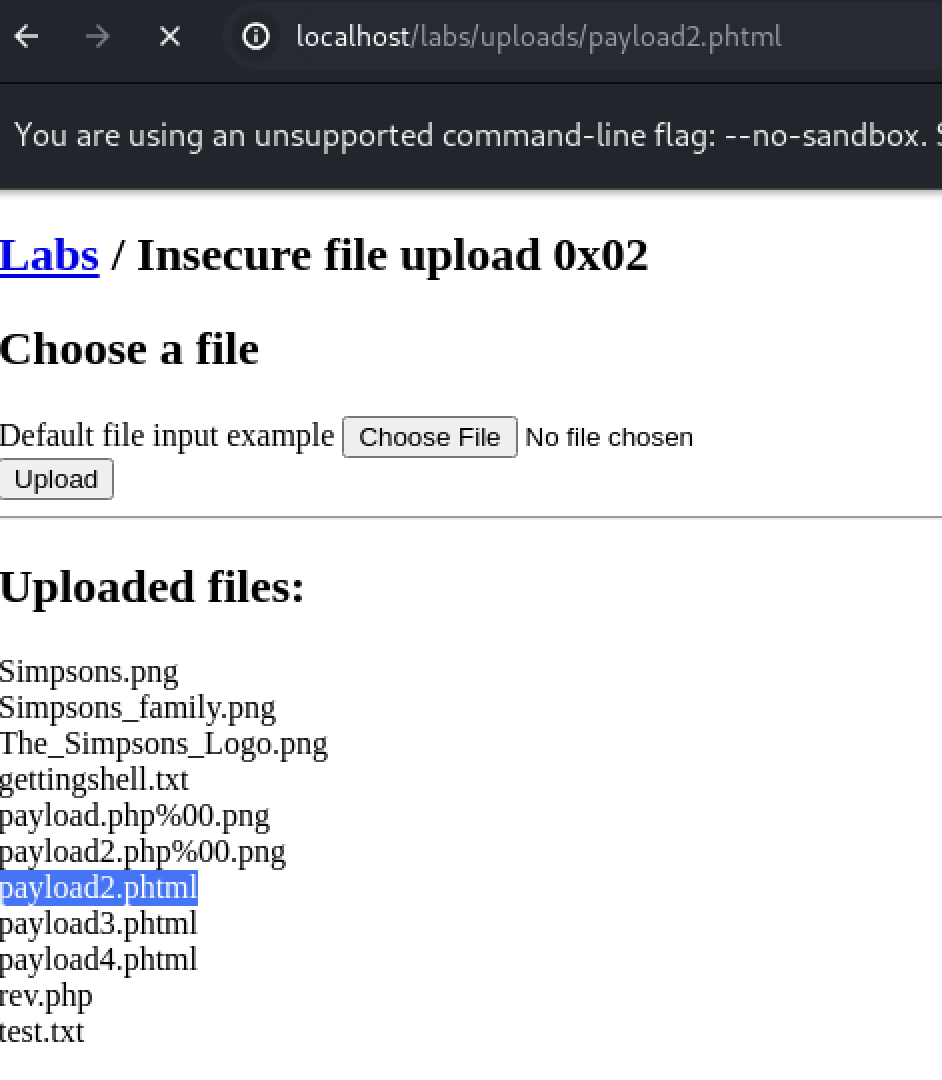 localhost/labs/uploads/payload2.phtml
You are using an unsupported command-line flag: --no-sandbox.
Labs / Insecure file upload 0x02
Choose a file
Default file input example Choose File No file chosen
Upload
Uploaded files:
Simpsons.png
Simpsons_family.png
The_Simpsons_Logo.png
gettingshell.txt
payload.php%00.png
payload2.php%00.png
payload2.phtml
payload3.phtml
payload4.phtml
rev.php
test.txt